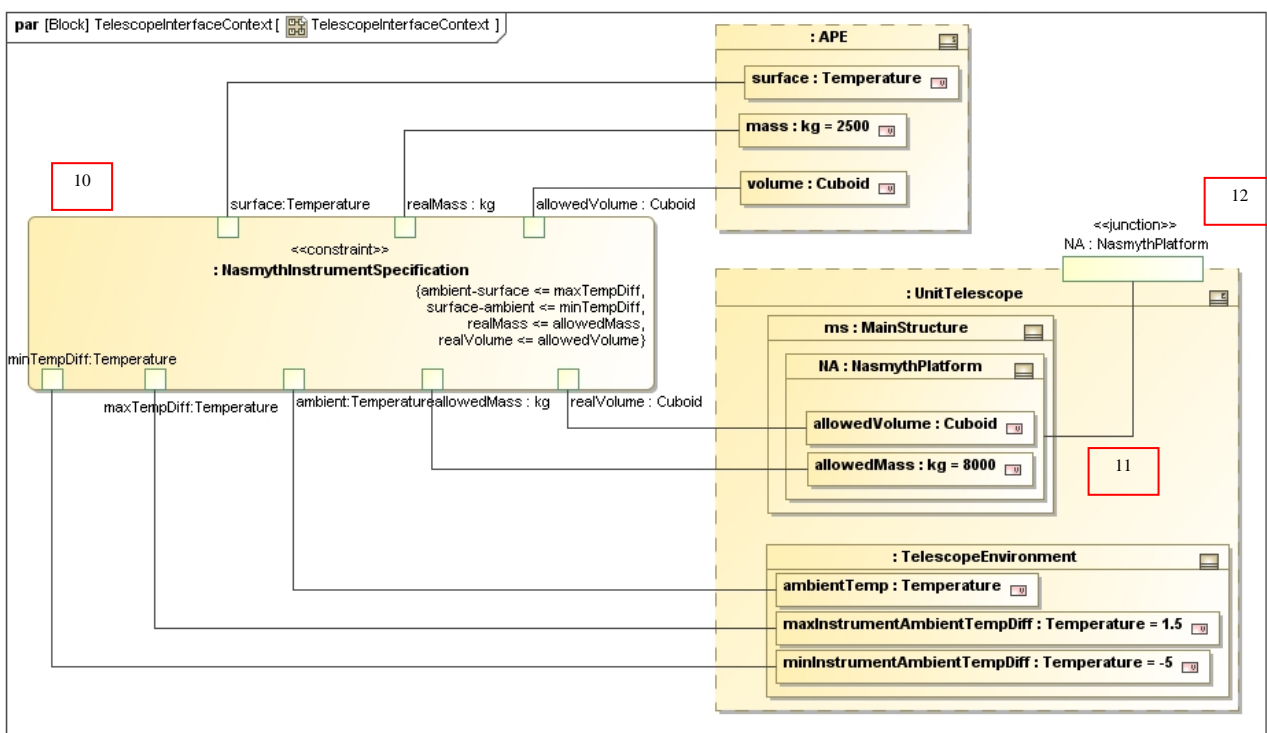 par [Block] TelescopeInterfaceContext [ TelescopeInterfaceContext ]
: APE
surface : Temperature
mass : kg = 2500
volume : Cuboid
10
12
surface:Temperature
realMass : kg
allowedVolume : Cuboid
<<constraint>>
: NasmythInstrumentSpecification
{ambient-surface <= maxTempDiff,
surface-ambient <= minTempDiff,
realMass <= allowedMass,
realVolume <= allowedVolume}
minTempDiff:Temperature
maxTempDiff:Temperature
ambient:Temperature
allowedMass : kg
realVolume : Cuboid
<<junction>>
NA : NasmythPlatform
: UnitTelescope
ms : MainStructure
NA : NasmythPlatform
allowedVolume : Cuboid
allowedMass : kg = 8000
11
: TelescopeEnvironment
ambientTemp : Temperature
maxInstrumentAmbientTempDiff : Temperature = 1.5
minInstrumentAmbientTempDiff : Temperature = -5